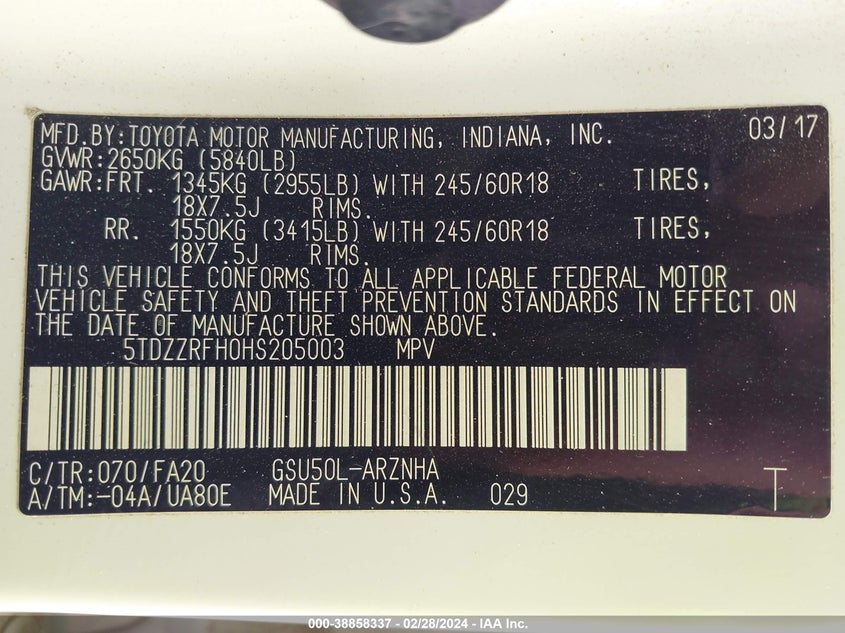 MFD.BY:TOYOTA MOTOR MANUFACTURING, INDIANA, INC. 03/17
GVWR:2650KG (5840LB)
GAWR:FRT. 1345KG (2955LB) WITH 245/60R18 TIRES,
18X7.5J RIMS.
RR. 1550KG (3415LB) WITH 245/60R18 TIRES,
18X7.5J RIMS.
THIS VEHICLE CONFORMS TO ALL APPLICABLE FEDERAL MOTOR
VEHICLE SAFETY AND THEFT PREVENTION STANDARDS IN EFFECT ON
THE DATE OF MANUFACTURE SHOWN ABOVE.
5TDZZRFH0HS205003 MPV
C/TR:070/FA20 GSU50L-ARZNHA
A/TM:-04A/UA80E MADE IN U.S.A. 029 T
000-38858337 - 02/28/2024 - IAA Inc.